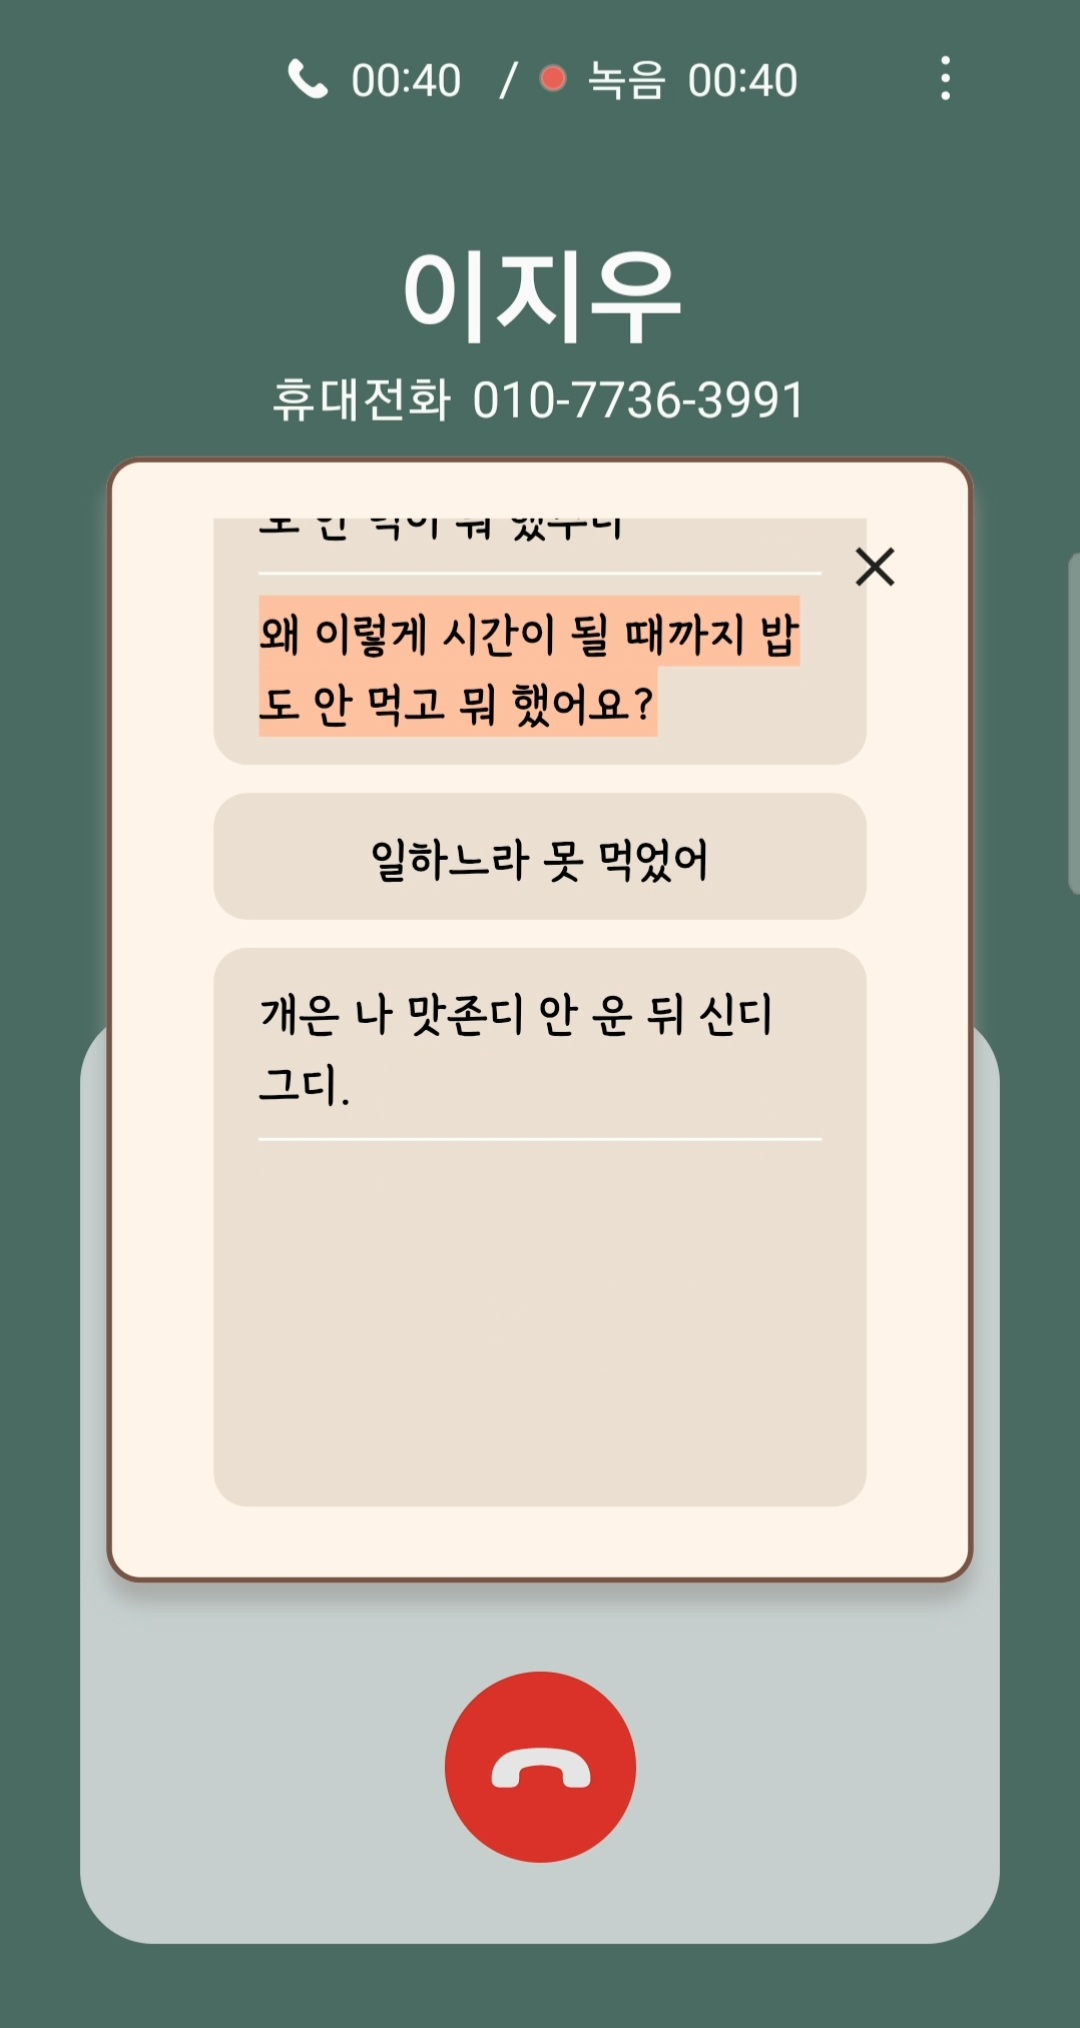 00:40 / 녹음 00:40
이지우
휴대전화 010-7736-3991
왜 이렇게 시간이 될 때까지 밥
도 안 먹고 뭐 했어요?
일하느라 못 먹었어
개은 나 맛존디 안 운 뒤 신디
그디.